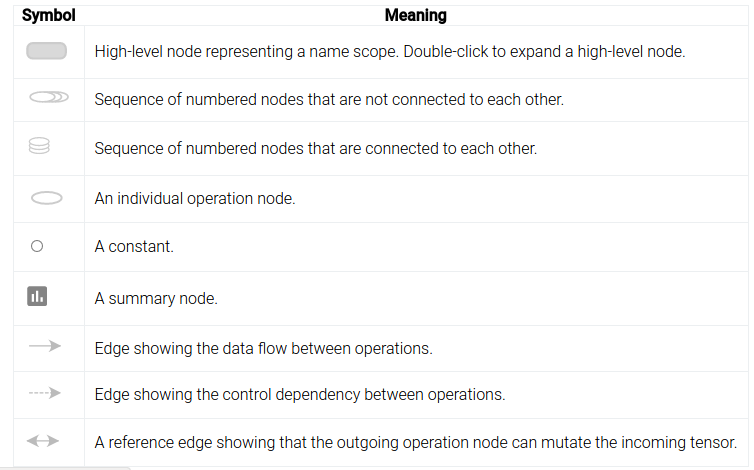 Symbol Meaning
High-level node representing a name scope. Double-click to expand a high-level node.
Sequence of numbered nodes that are not connected to each other.
Sequence of numbered nodes that are connected to each other.
An individual operation node.
A constant.
A summary node.
Edge showing the data flow between operations.
Edge showing the control dependency between operations.
A reference edge showing that the outgoing operation node can mutate the incoming tensor.